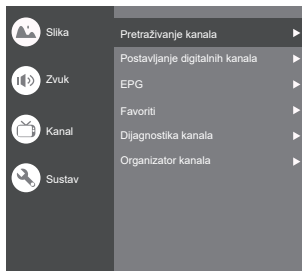 Slika
Zvuk
Kanal
Sustav
Pretraživanje kanala
Postavljanje digitalnih kanala
EPG
Favoriti
Dijagnostika kanala
Organizator kanala